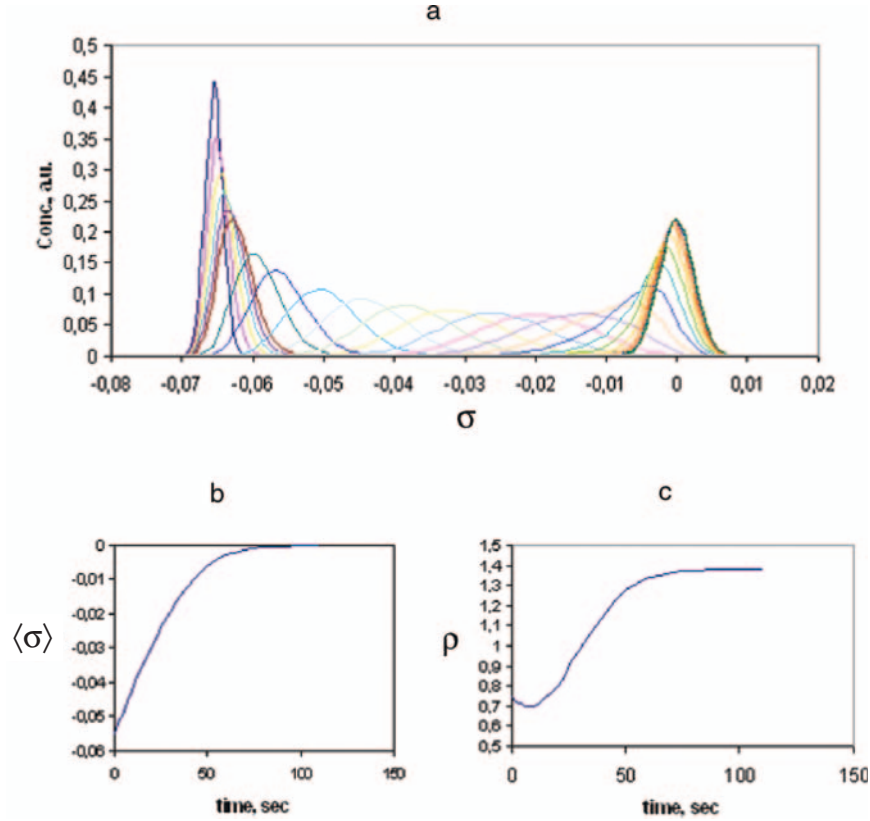 a
0,5
0,45
0,4
0,35
0,3
0,25
0,2
0,15
0,1
0,05
0
Conc., a.u.
-0,08 -0,07 -0,06 -0,05 -0,04 -0,03 -0,02 -0,01 0 0,01 0,02
σ
b
0
-0,01
-0,02
-0,03
-0,04
-0,05
-0,06
⟨σ⟩
0 50 100 150
time, sec
c
1,5
1,4
1,3
1,2
1,1
1
0,9
0,8
0,7
0,6
0,5
ρ
0 50 100 150
time, sec